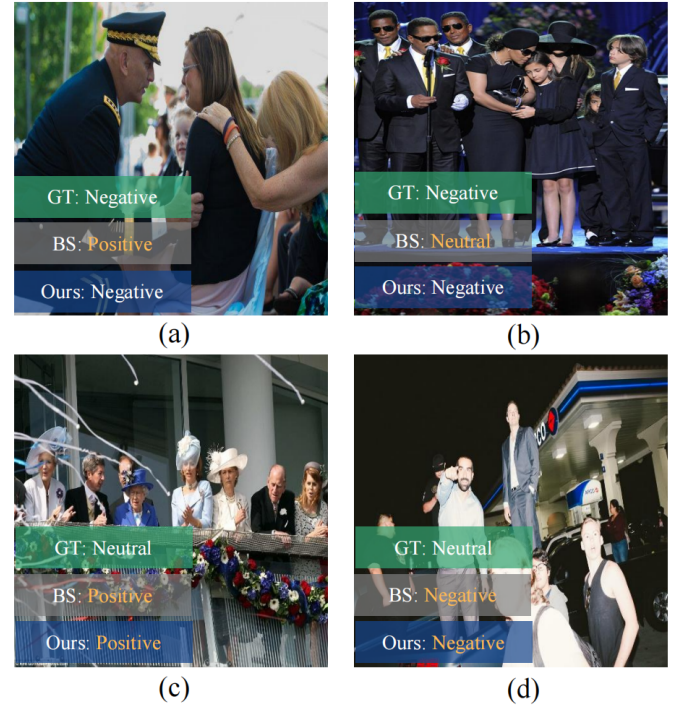 GT: Negative
BS: Positive
Ours: Negative
(a)
GT: Negative
BS: Neutral
Ours: Negative
(b)
GT: Neutral
BS: Positive
Ours: Positive
(c)
CO
GT: Neutral
BS: Negative
Ours: Negative
(d)